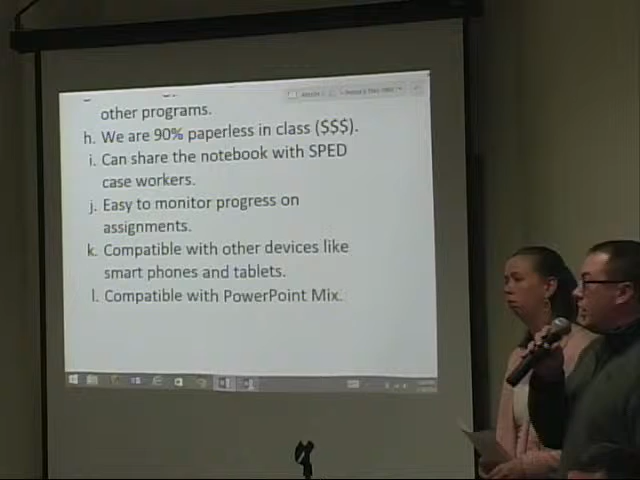 other programs.
h. We are 90% paperless in class ($$$).
i. Can share the notebook with SPED
case workers.
j. Easy to monitor progress on
assignments.
k. Compatible with other devices like
smart phones and tablets.
l. Compatible with PowerPoint Mix.